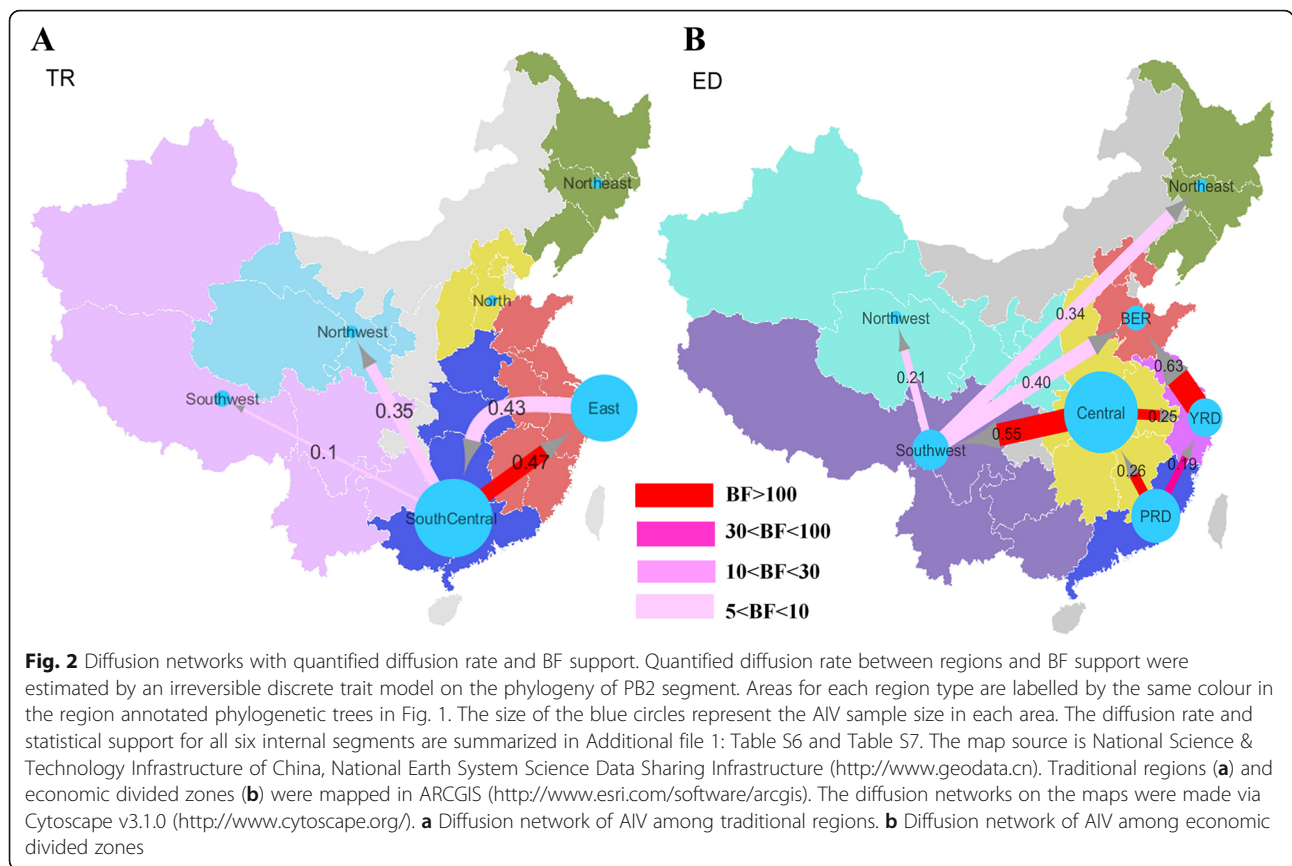 A
TR
Northeast
North
Northwest
Southwest
East
0.43
0.35
0.47
0.1
SouthCentral
B
ED
Northeast
0.34
BER
Northwest
0.63
0.21
0.40
Central
0.25
YRD
0.55
Southwest
0.19
0.26
PRD
BF>100
30<BF<100
10<BF<30
5<BF<10
Fig. 2 Diffusion networks with quantified diffusion rate and BF support. Quantified diffusion rate between regions and BF support were
estimated by an irreversible discrete trait model on the phylogeny of PB2 segment. Areas for each region type are labelled by the same colour in
the region annotated phylogenetic trees in Fig. 1. The size of the blue circles represent the AIV sample size in each area. The diffusion rate and
statistical support for all six internal segments are summarized in Additional file 1: Table S6 and Table S7. The map source is National Science &
Technology Infrastructure of China, National Earth System Science Data Sharing Infrastructure (http://www.geodata.cn). Traditional regions (a) and
economic divided zones (b) were mapped in ARCGIS (http://www.esri.com/software/arcgis). The diffusion networks on the maps were made via
Cytoscape v3.1.0 (http://www.cytoscape.org/). a Diffusion network of AIV among traditional regions. b Diffusion network of AIV among economic
divided zones